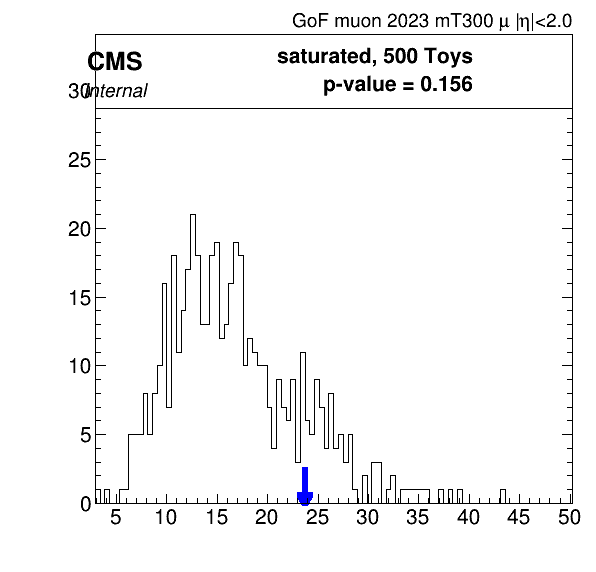 GoF muon 2023 mT300 μ |η|<2.0
CMS
Internal
saturated, 500 Toys
p-value = 0.156
30
25
20
15
10
5
0
5 10 15 20 25 30 35 40 45 50